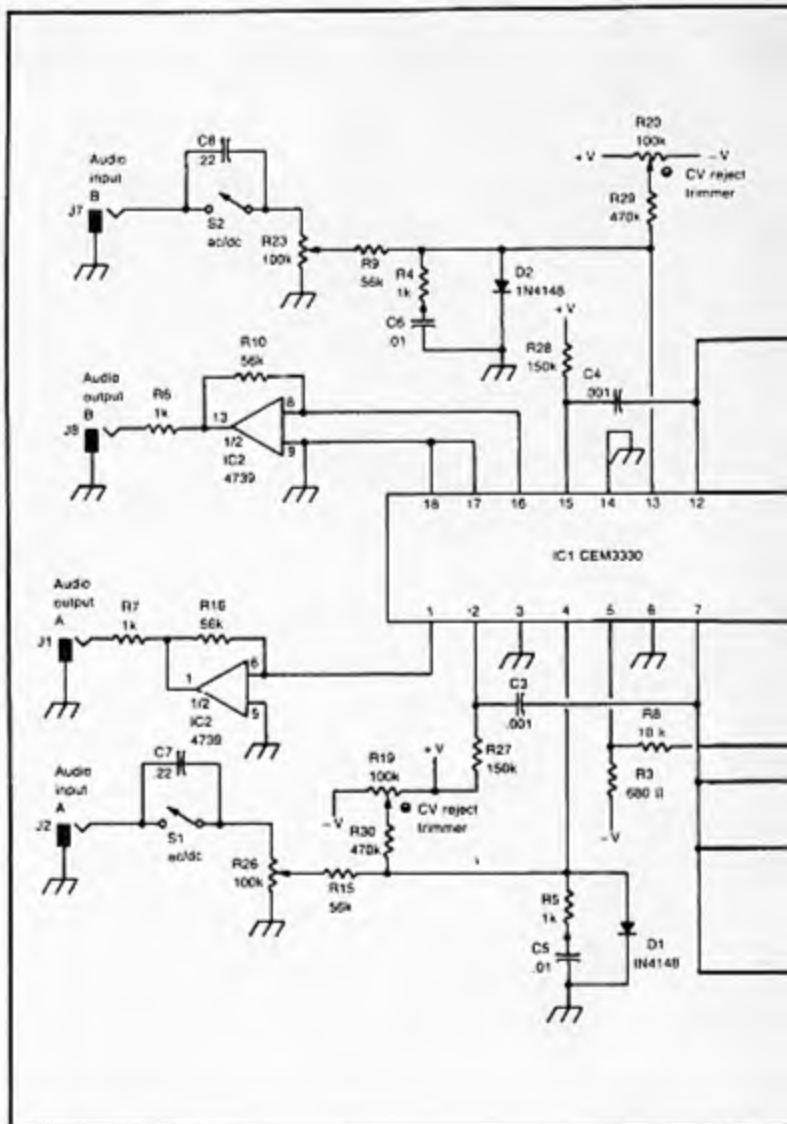 R20
100k
+V
-V
CV reject
trimmer
R29
470k
C8
.22
Audio
input
B
J7
S2
ac/dc
R23
100k
R9
56k
R4
1k
C6
.01
D2
1N4148
+V
R28
150k
C4
.001
R10
56k
Audio
output
B
J8
R6
1k
13
8
9
1/2
IC2
4739
18
17
16
15
14
13
12
IC1 CEM3330
1
2
3
4
5
6
7
Audio
output
A
J1
R7
1k
R16
56k
1
6
5
1/2
IC2
4739
C3
.001
R8
R27
150k
R3
680 Ω
-V
C7
.22
Audio
input
A
J2
S1
ac/dc
R19
100k
+V
-V
CV reject
trimmer
R30
470k
R26
100k
R15
56k
R5
1k
C5
.01
D1
IN4148